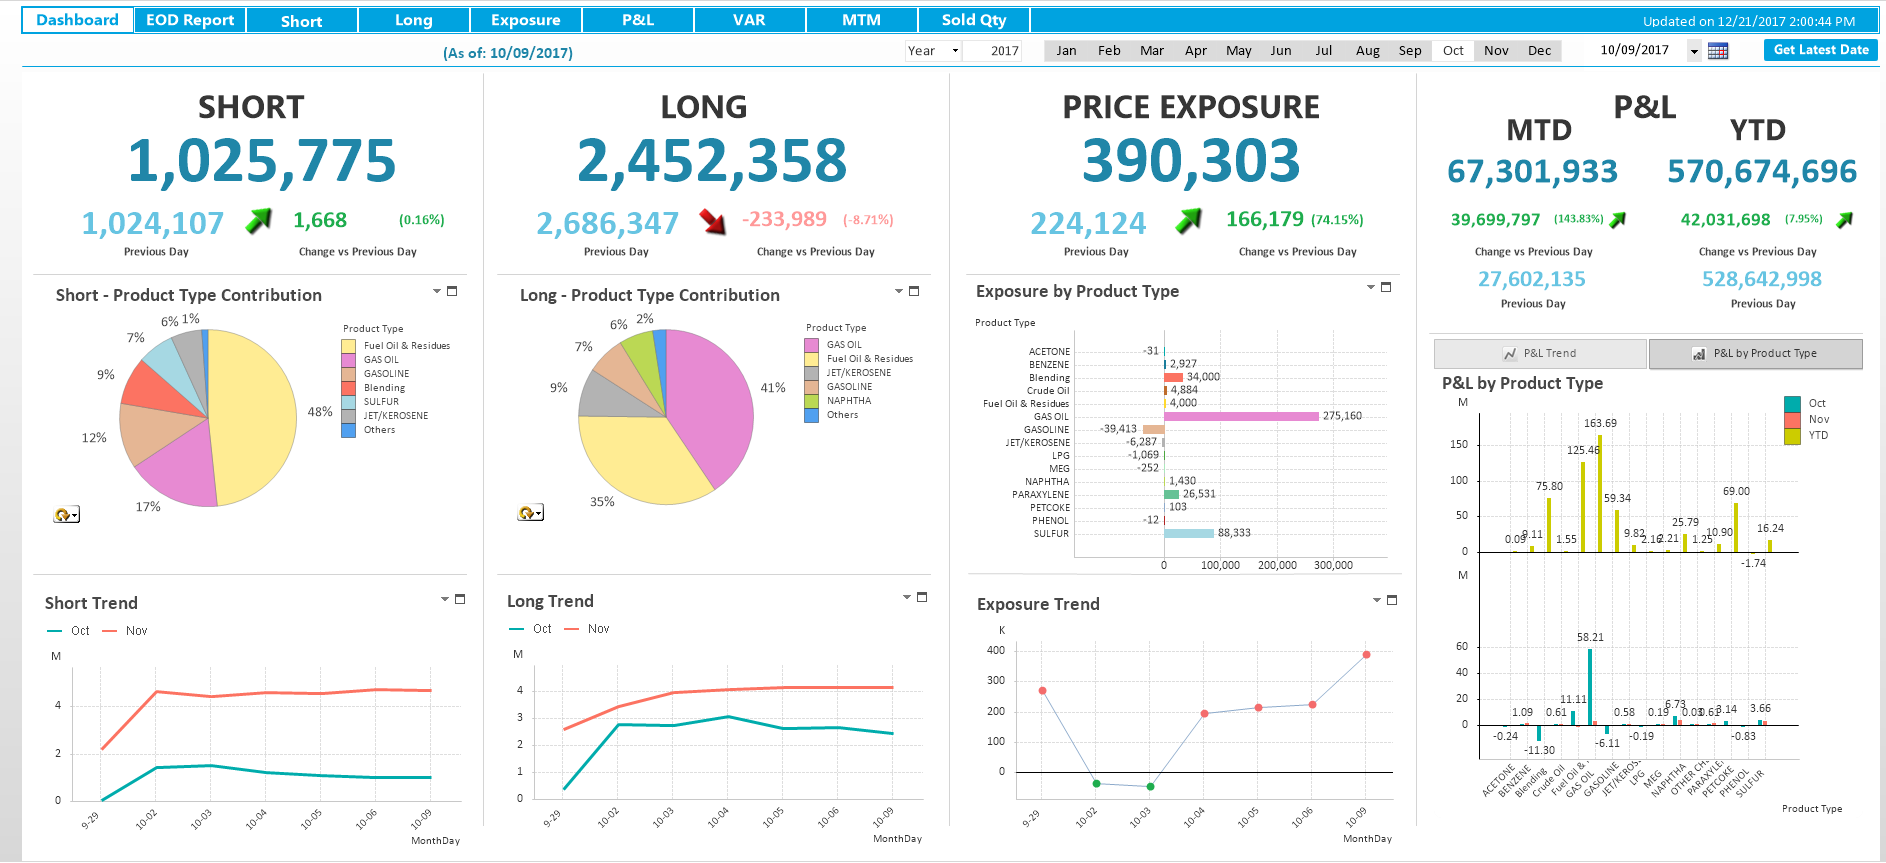 Dashboard EOD Report Short Long Exposure P&L VAR MTM Sold Qty Updated on 12/21/2017 2:00:44 PM
(As of: 10/09/2017) Year 2017 Jan Feb Mar Apr May Jun Jul Aug Sep Oct Nov Dec 10/09/2017 Get Latest Date
SHORT
1,025,775
1,024,107 1,668 (0.16%)
Previous Day Change vs Previous Day
Short - Product Type Contribution
1%
6%
7%
9%
12%
17%
48%
Product Type
Fuel Oil & Residues
GAS OIL
GASOLINE
Blending
SULFUR
JET/KEROSENE
Others
Short Trend
Oct Nov
M
4
2
0
9-29 10-02 10-03 10-04 10-05 10-06 10-09
MonthDay
LONG
2,452,358
2,686,347 -233,989 (-8.71%)
Previous Day Change vs Previous Day
Long - Product Type Contribution
2%
6%
7%
9%
35%
41%
Product Type
GAS OIL
Fuel Oil & Residues
JET/KEROSENE
GASOLINE
NAPHTHA
Others
Long Trend
Oct Nov
M
4
3
2
1
0
9-29 10-02 10-03 10-04 10-05 10-06 10-09
MonthDay
PRICE EXPOSURE
390,303
224,124 166,179 (74.15%)
Previous Day Change vs Previous Day
Exposure by Product Type
Product Type
ACETONE -31
BENZENE 2,927
Blending 34,000
Crude Oil 4,884
Fuel Oil & Residues 4,000
GAS OIL 275,160
GASOLINE -39,413
JET/KEROSENE -6,287
LPG -1,069
MEG -252
NAPHTHA 1,430
PARAXYLENE 26,531
PETCOKE 103
PHENOL -12
SULFUR 88,333
0 100,000 200,000 300,000
Exposure Trend
K
400
300
200
100
0
9-29 10-02 10-03 10-04 10-05 10-06 10-09
MonthDay
P&L
MTD YTD
67,301,933 570,674,696
39,699,797 (143.83%) 42,031,698 (7.95%)
Change vs Previous Day Change vs Previous Day
27,602,135 528,642,998
Previous Day Previous Day
P&L Trend P&L by Product Type
P&L by Product Type
M
Oct
Nov
YTD
150
100
50
0
0.09 9.11 75.80 1.55 125.46 163.69 59.34 9.82 2.16 2.21 25.79 1.25 10.90 69.00 -1.74 16.24
M
60
40
20
0
-0.24 1.09 -11.30 0.61 11.11 58.21 -6.11 0.58 -0.19 0.19 6.73 0.03 0.61 3.14 -0.83 3.66
ACETONE BENZENE Blending Crude Oil Fuel Oil & GAS OIL GASOLINE JET/KEROS LPG MEG NAPHTHA OTHER CH PARAXYLE PETCOKE PHENOL SULFUR
Product Type